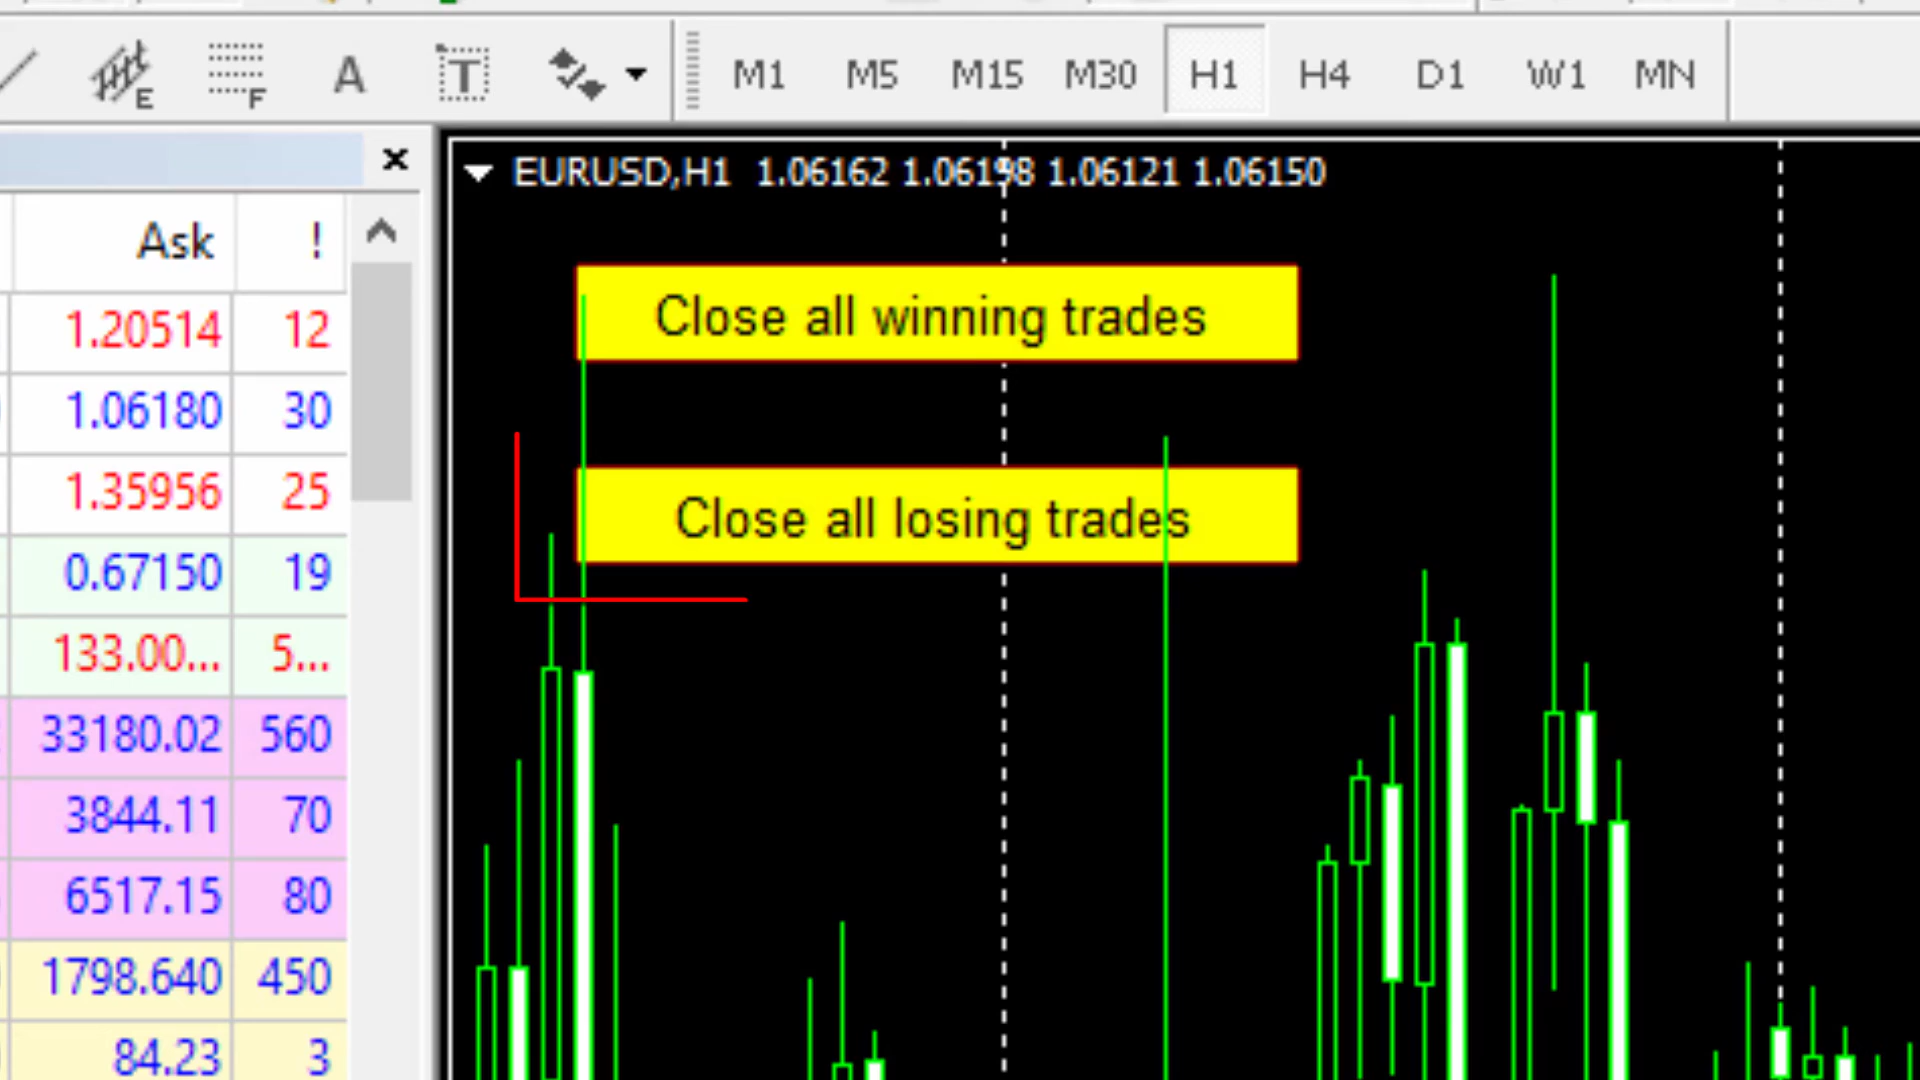 E F A T M1 M5 M15 M30 H1 H4 D1 W1 MN
EURUSD,H1 1.06162 1.06198 1.06121 1.06150
Ask !
1.20514 12
1.06180 30
1.35956 25
0.67150 19
133.00... 5...
33180.02 560
3844.11 70
6517.15 80
1798.640 450
84.23 3
Close all winning trades
Close all losing trades